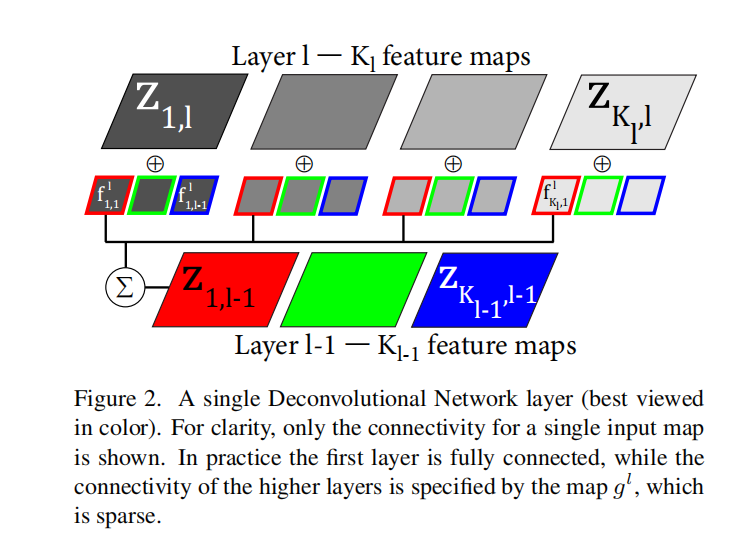 Layer l — K_l feature maps
z_{1,l} z_{K_l,l}
⊕ ⊕ ⊕ ⊕
f^l_{1,1} f^l_{1,l-1} f^l_{K_l,1}
Σ z_{1,l-1} z_{K_{l-1},l-1}
Layer l-1 — K_{l-1} feature maps
Figure 2. A single Deconvolutional Network layer (best viewed
in color). For clarity, only the connectivity for a single input map
is shown. In practice the first layer is fully connected, while the
connectivity of the higher layers is specified by the map g^l, which
is sparse.